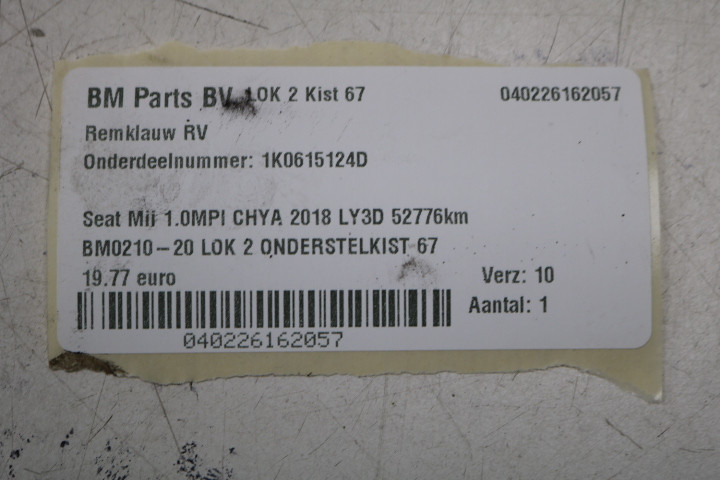 BM Parts BV LOK 2 Kist 67 040226162057
Remklauw RV
Onderdeelnummer: 1K0615124D
Seat Mii 1.0MPI CHYA 2018 LY3D 52776km
BM0210-20 LOK 2 ONDERSTELKIST 67
19.77 euro Verz: 10
Aantal: 1
040226162057